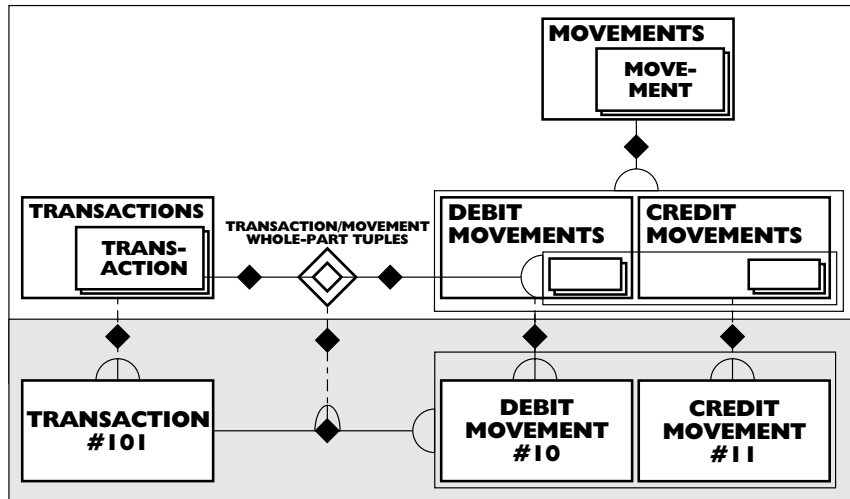 MOVEMENTS
MOVE-
MENT
TRANSACTIONS
TRANS-
ACTION
TRANSACTION/MOVEMENT
WHOLE-PART TUPLES
DEBIT
MOVEMENTS
CREDIT
MOVEMENTS
TRANSACTION
#101
DEBIT
MOVEMENT
#10
CREDIT
MOVEMENT
#11